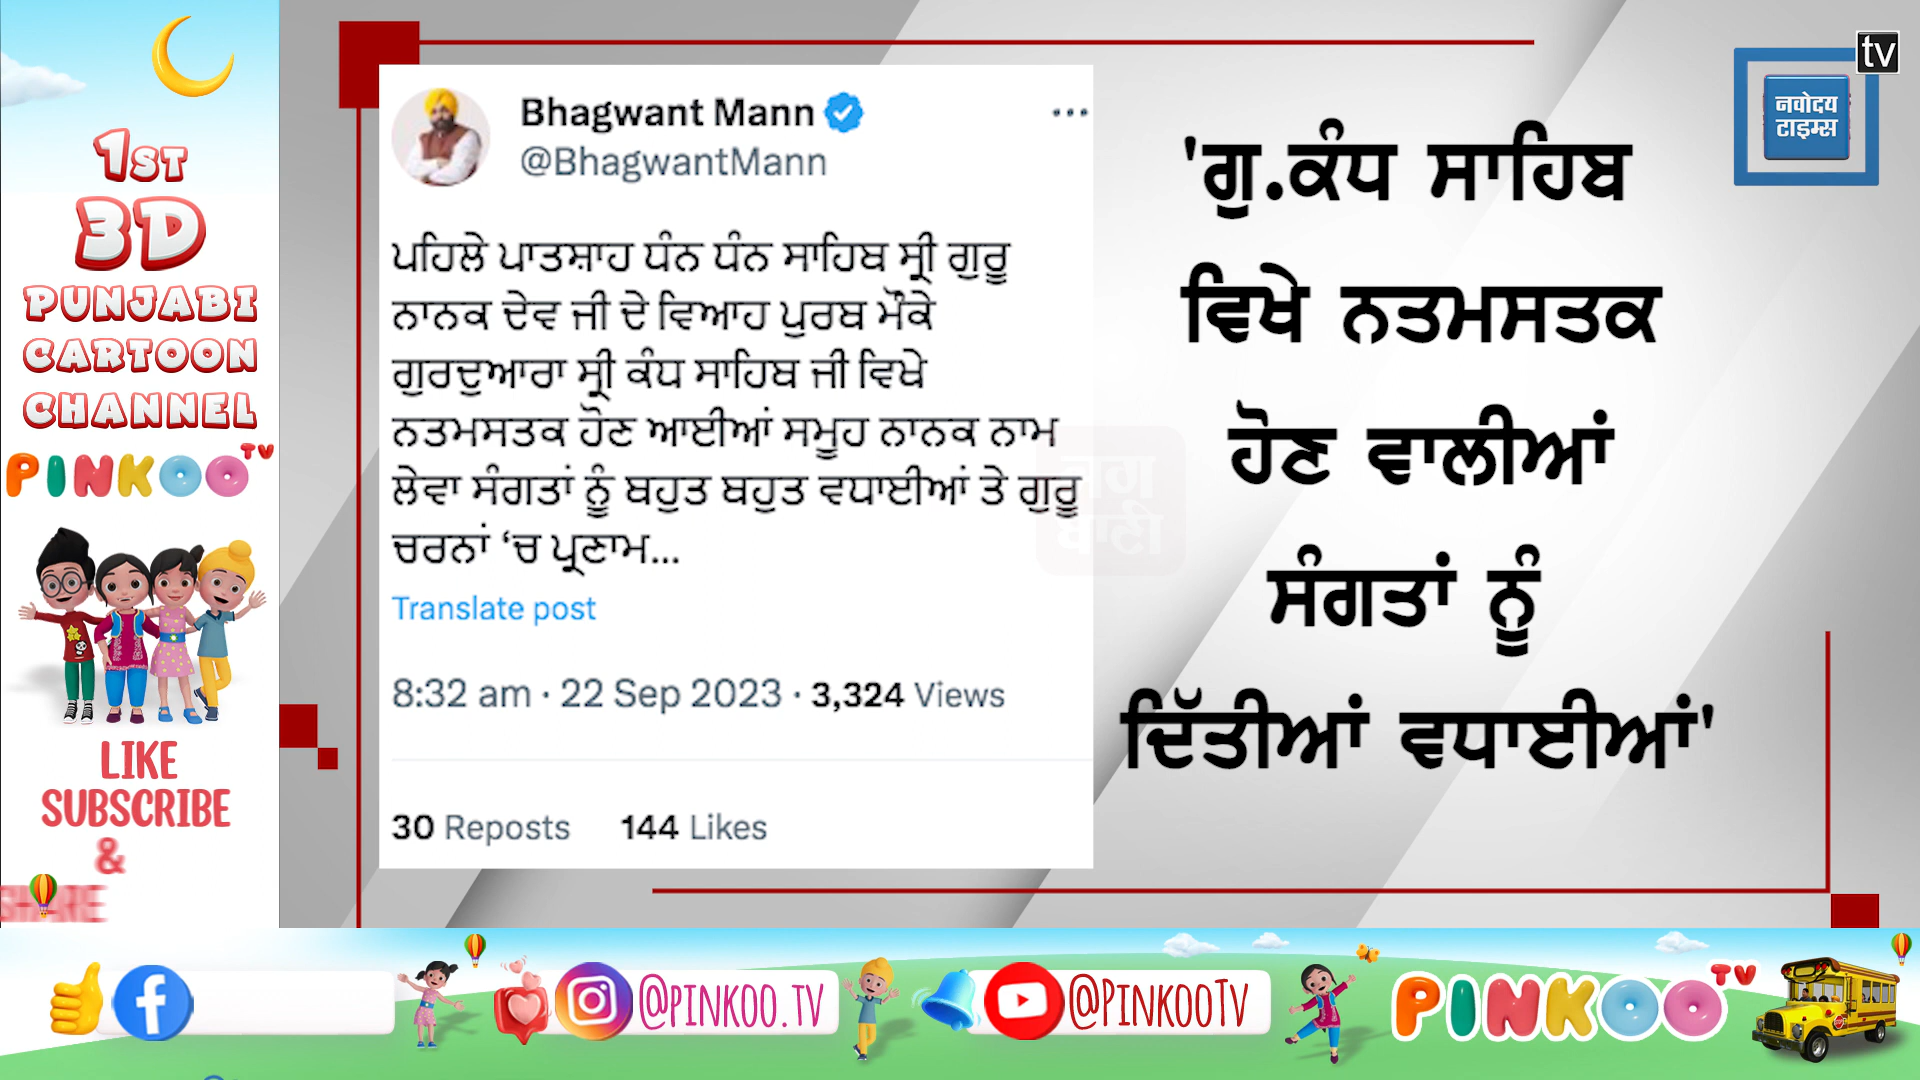 1ST
3D
PUNJABI
CARTOON
CHANNEL
PINKOO TV
LIKE
SUBSCRIBE
&
SHARE
Bhagwant Mann
@BhagwantMann
ਪਹਿਲੇ ਪਾਤਸ਼ਾਹ ਧੰਨ ਧੰਨ ਸਾਹਿਬ ਸ੍ਰੀ ਗੁਰੂ
ਨਾਨਕ ਦੇਵ ਜੀ ਦੇ ਵਿਆਹ ਪੁਰਬ ਮੌਕੇ
ਗੁਰਦੁਆਰਾ ਸ੍ਰੀ ਕੰਧ ਸਾਹਿਬ ਜੀ ਵਿਖੇ
ਨਤਮਸਤਕ ਹੋਣ ਆਈਆਂ ਸਮੂਹ ਨਾਨਕ ਨਾਮ
ਲੇਵਾ ਸੰਗਤਾਂ ਨੂੰ ਬਹੁਤ ਬਹੁਤ ਵਧਾਈਆਂ ਤੇ ਗੁਰੂ
ਚਰਨਾਂ ‘ਚ ਪ੍ਰਣਾਮ...
Translate post
8:32 am · 22 Sep 2023 · 3,324 Views
30 Reposts 144 Likes
'ਗੁ.ਕੰਧ ਸਾਹਿਬ
ਵਿਖੇ ਨਤਮਸਤਕ
ਹੋਣ ਵਾਲੀਆਂ
ਸੰਗਤਾਂ ਨੂੰ
ਦਿੱਤੀਆਂ ਵਧਾਈਆਂ'
tv
नवोदय
टाइम्स
ਜਗ
ਬਾਣੀ
@PINKOO.TV
@PINKOOTV
PINKOO TV